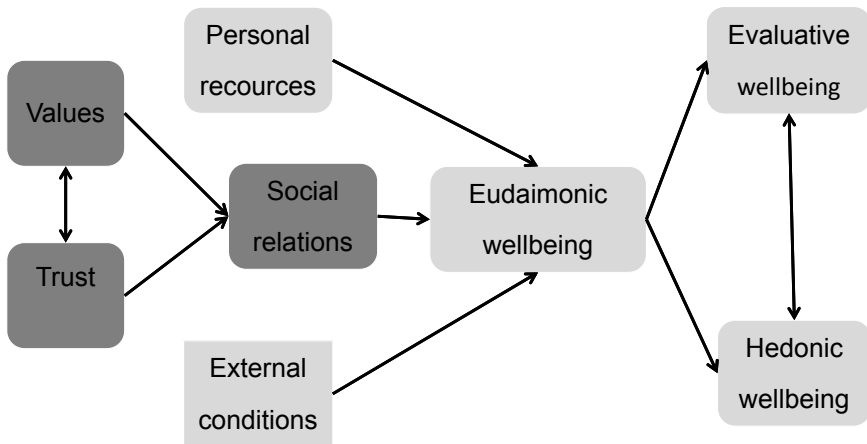 Personal
recources
Evaluative
wellbeing
Values
Social
relations
Eudaimonic
wellbeing
Trust
External
conditions
Hedonic
wellbeing